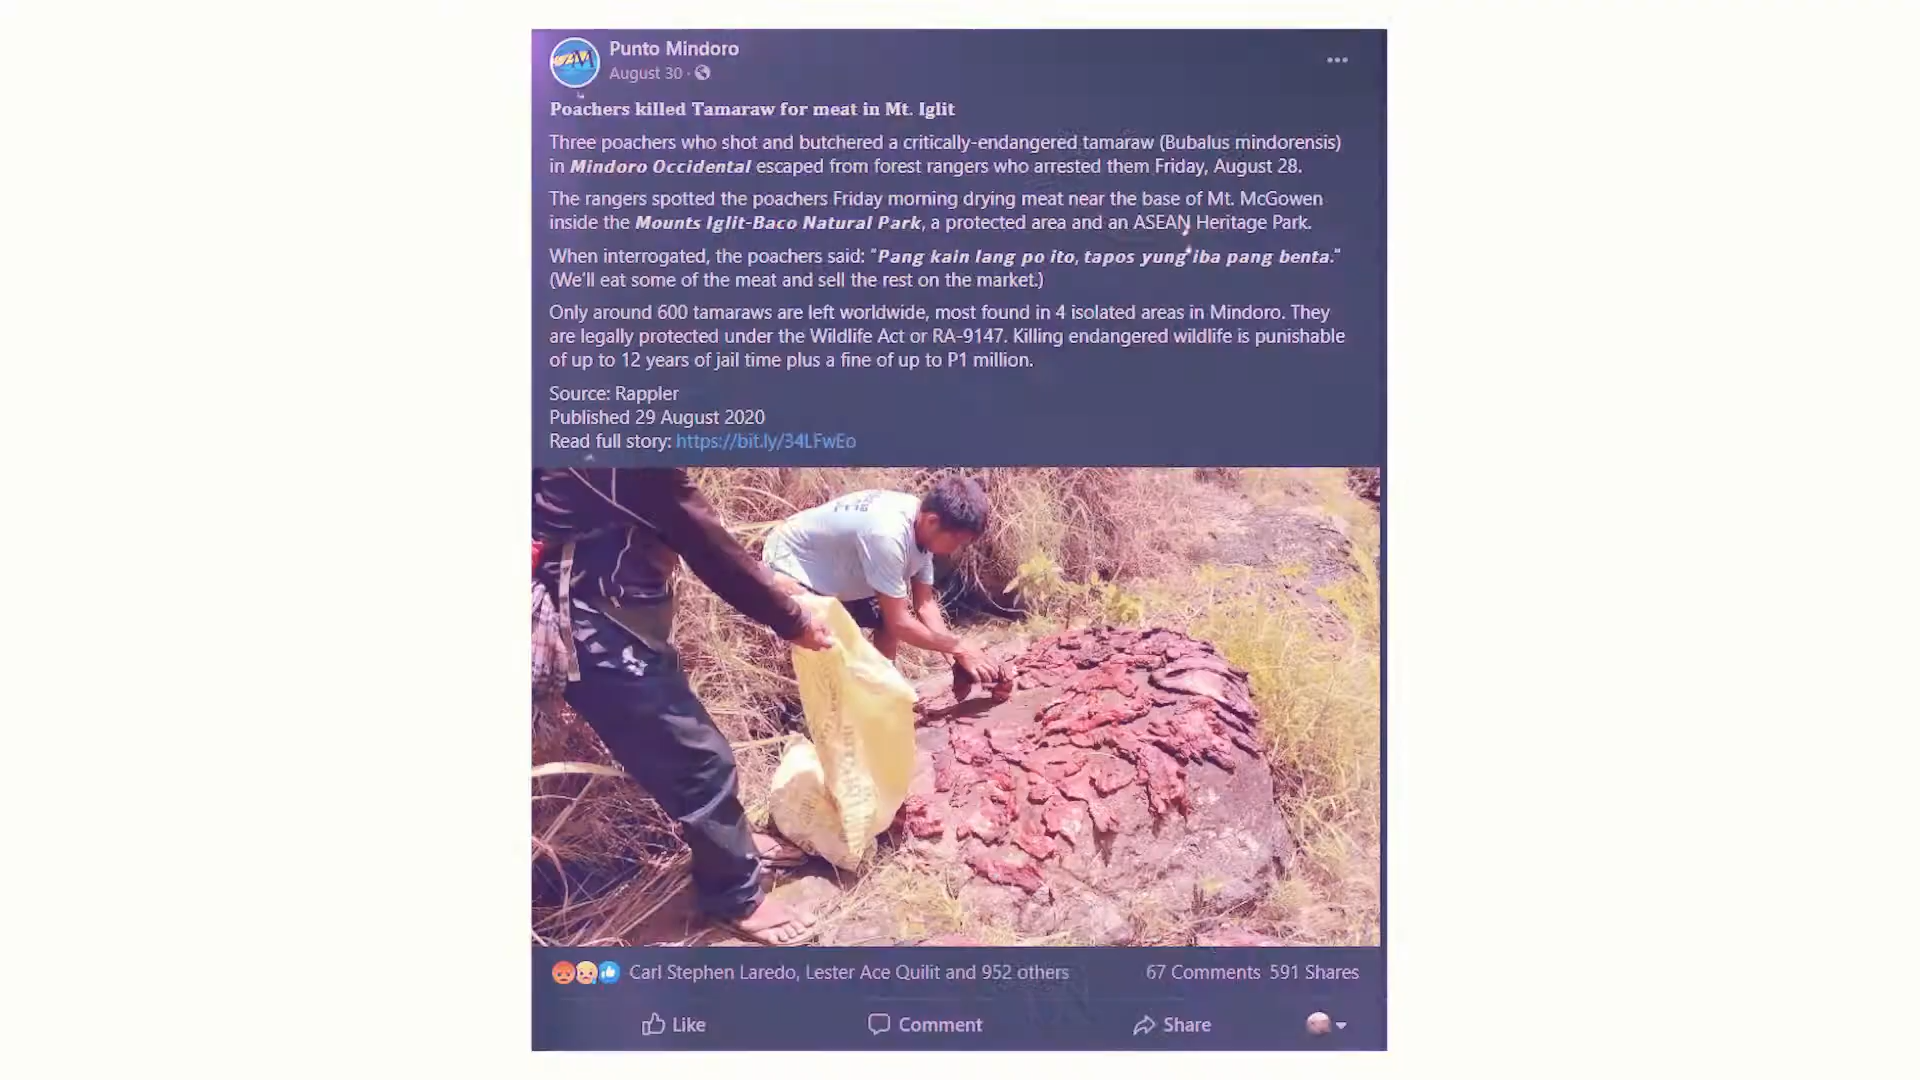 Punto Mindoro
August 30 ·
Poachers killed Tamaraw for meat in Mt. Iglit
Three poachers who shot and butchered a critically-endangered tamaraw (Bubalus mindorensis)
in Mindoro Occidental escaped from forest rangers who arrested them Friday, August 28.
The rangers spotted the poachers Friday morning drying meat near the base of Mt. McGowen
inside the Mounts Iglit-Baco Natural Park, a protected area and an ASEAN Heritage Park.
When interrogated, the poachers said: "Pang kain lang po ito, tapos yung iba pang benta."
(We'll eat some of the meat and sell the rest on the market.)
Only around 600 tamaraws are left worldwide, most found in 4 isolated areas in Mindoro. They
are legally protected under the Wildlife Act or RA-9147. Killing endangered wildlife is punishable
of up to 12 years of jail time plus a fine of up to P1 million.
Source: Rappler
Published 29 August 2020
Read full story: https://bit.ly/34LFwEo
Carl Stephen Laredo, Lester Ace Quilit and 952 others 67 Comments 591 Shares
Like Comment Share